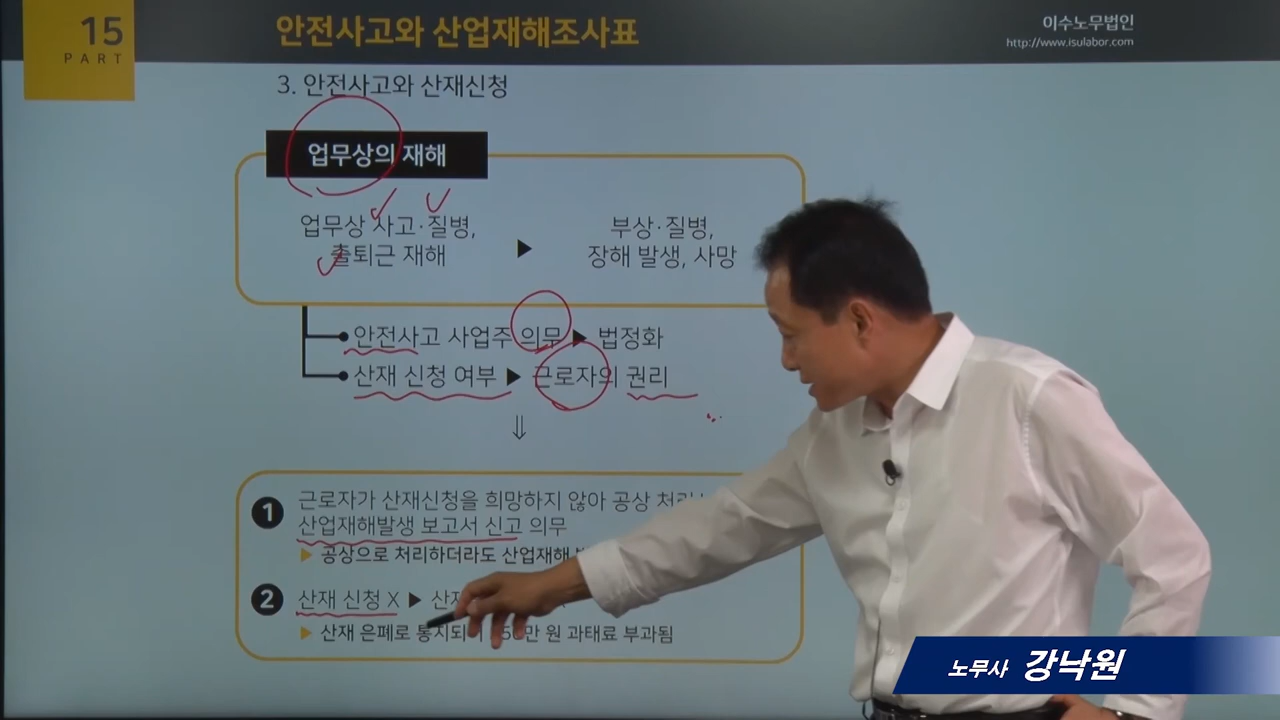 15
PART
안전사고와 산업재해조사표
이수노무법인
http://www.isulabor.com
3. 안전사고와 산재신청
업무상의 재해
업무상 사고·질병,
출퇴근 재해
▶
부상·질병,
장해 발생, 사망
안전사고 사업주 의무 ▶ 법정화
산재 신청 여부 ▶ 근로자의 권리
⇓
1 근로자가 산재신청을 희망하지 않아 공상
산업재해발생 보고서 신고 의무
▶ 공상으로 처리하더라도 산업재해
2 산재 신청 X ▶
▶ 산재 은폐로 통지되 원 과태료 부과됨
노무사 강낙원